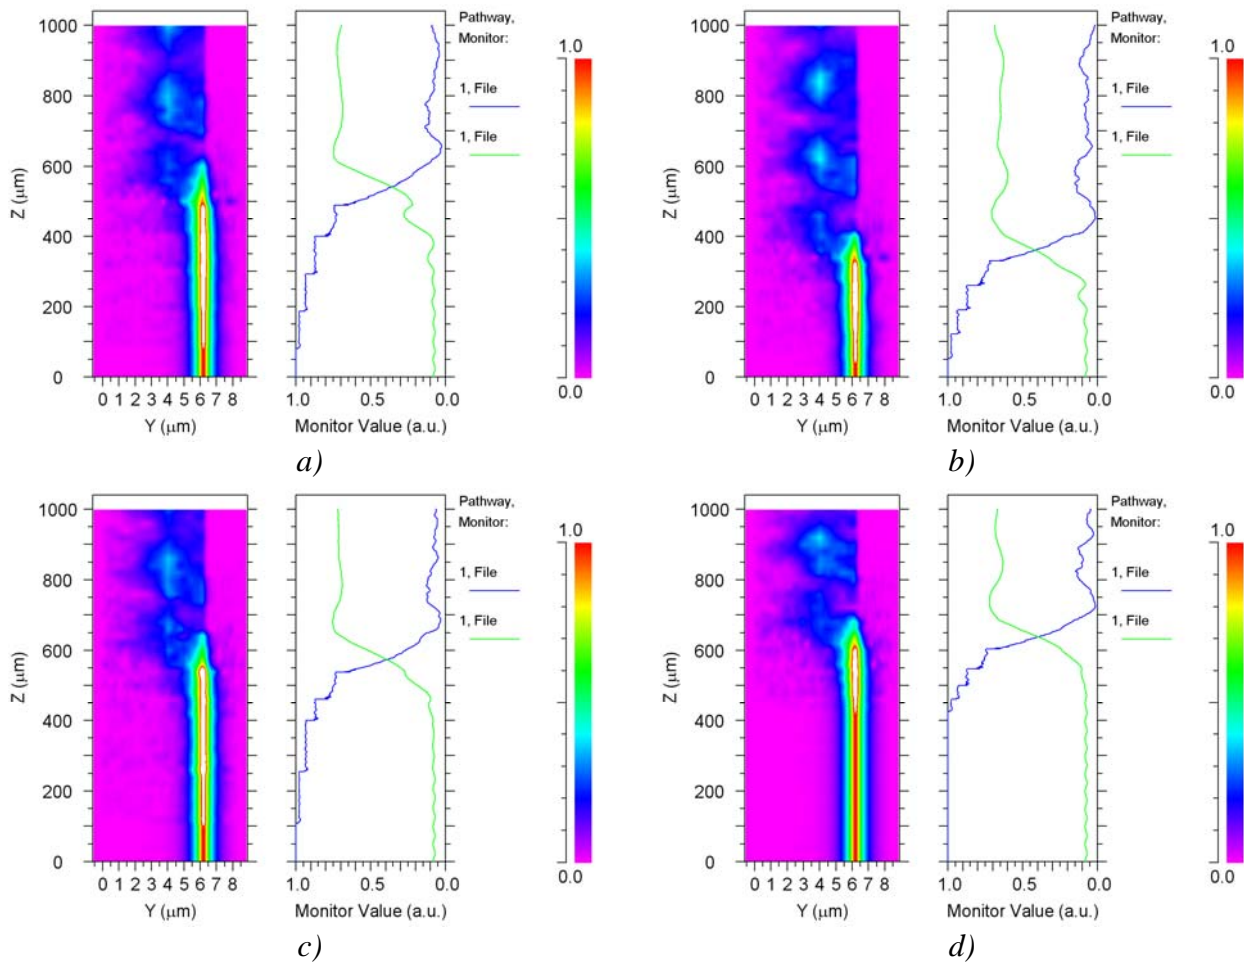 Pathway,
Monitor:
1, File
1, File
1000
800
600
400
200
0
Z (μm)
0 1 2 3 4 5 6 7 8
Y (μm)
1.0 0.5 0.0
Monitor Value (a.u.)
1.0
0.0
a)
Pathway,
Monitor:
1, File
1, File
1000
800
600
400
200
0
Z (μm)
0 1 2 3 4 5 6 7 8
Y (μm)
1.0 0.5 0.0
Monitor Value (a.u.)
1.0
0.0
b)
Pathway,
Monitor:
1, File
1, File
1000
800
600
400
200
0
Z (μm)
0 1 2 3 4 5 6 7 8
Y (μm)
1.0 0.5 0.0
Monitor Value (a.u.)
1.0
0.0
c)
Pathway,
Monitor:
1, File
1, File
1000
800
600
400
200
0
Z (μm)
0 1 2 3 4 5 6 7 8
Y (μm)
1.0 0.5 0.0
Monitor Value (a.u.)
1.0
0.0
d)